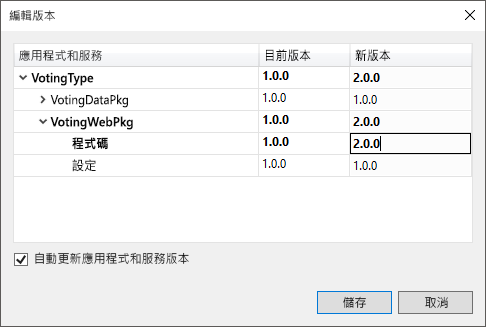 編輯版本
應用程式和服務 目前版本 新版本
VotingType 1.0.0 2.0.0
VotingDataPkg 1.0.0 1.0.0
VotingWebPkg 1.0.0 2.0.0
程式碼 1.0.0 2.0.0
設定 1.0.0 1.0.0
自動更新應用程式和服務版本
儲存 取消